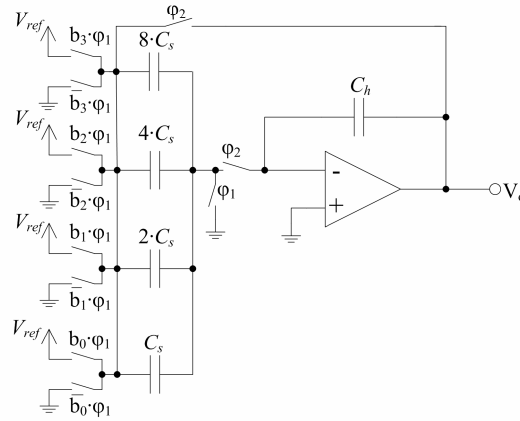 φ₂
V_ref
b₃·φ₁
8·C_s
b̅₃·φ₁
V_ref
b₂·φ₁
4·C_s
b̅₂·φ₁
φ₂
φ₁
C_h
-
+
V_ref
b₁·φ₁
2·C_s
b̅₁·φ₁
V_ref
b₀·φ₁
C_s
b̅₀·φ₁